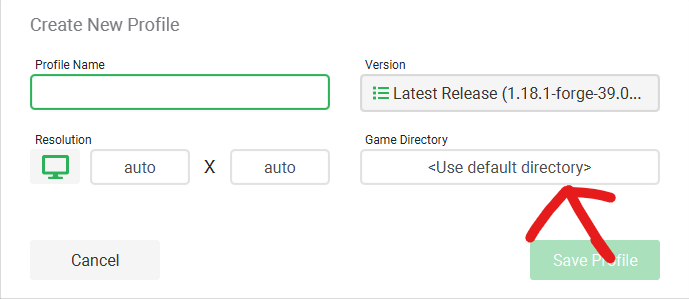 Create New Profile
Profile Name
Version
Latest Release (1.18.1-forge-39.0...
Resolution
Game Directory
auto X auto
<Use default directory>
Cancel
Save Profile